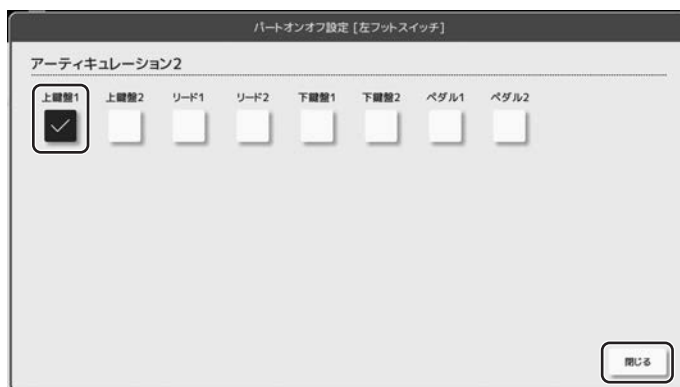 パートオンオフ設定 [左フットスイッチ]
アーティキュレーション2
上鍵盤1 上鍵盤2 リード1 リード2 下鍵盤1 下鍵盤2 ペダル1 ペダル2
閉じる